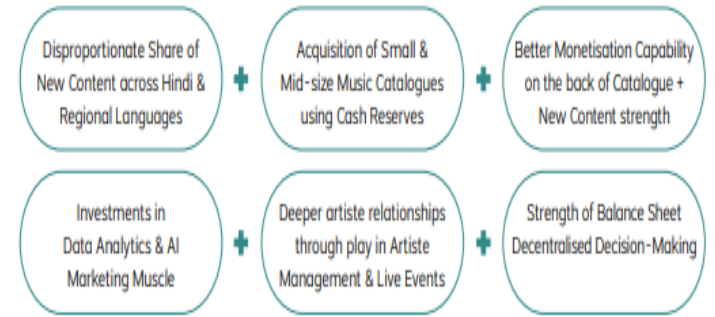 Disproportionate Share of
New Content across Hindi &
Regional Languages
+
Acquisition of Small &
Mid-size Music Catalogues
using Cash Reserves
+
Better Monetisation Capability
on the back of Catalogue +
New Content strength
Investments in
Data Analytics & AI
Marketing Muscle
+
Deeper artiste relationships
through play in Artiste
Management & Live Events
+
Strength of Balance Sheet
Decentralised Decision-Making